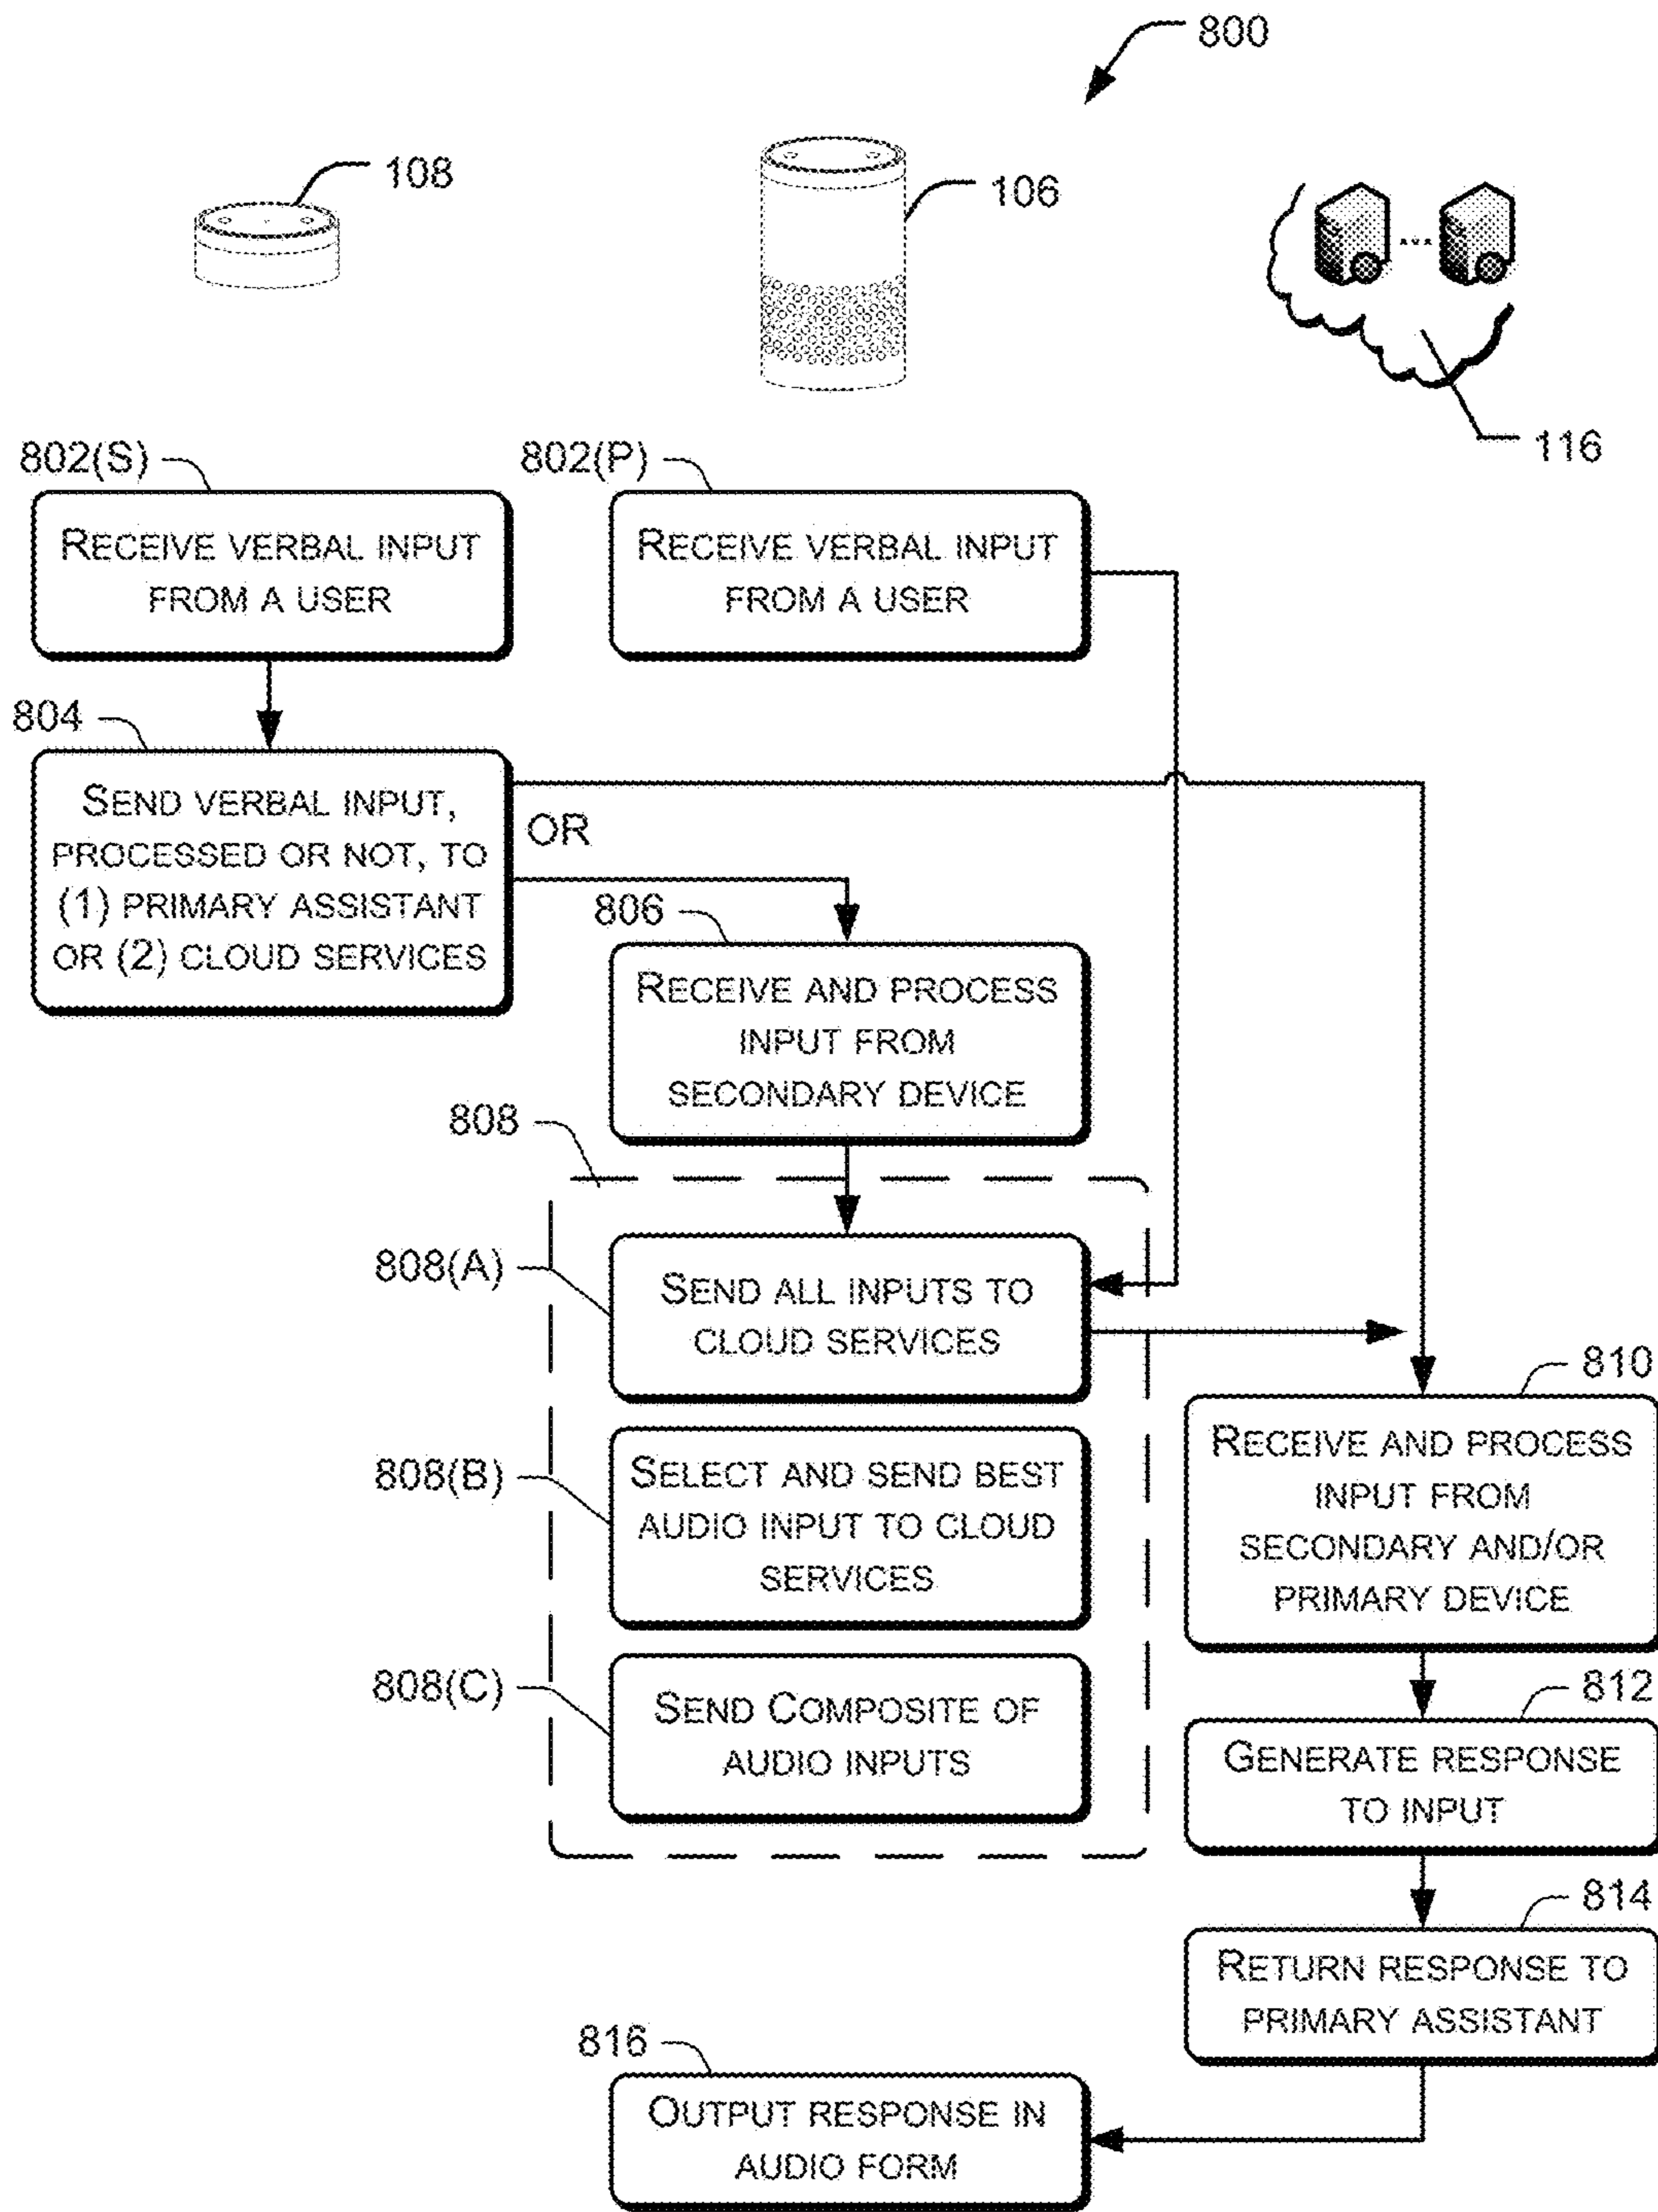 800
108
106
116
802(S)
RECEIVE VERBAL INPUT
FROM A USER
802(P)
RECEIVE VERBAL INPUT
FROM A USER
804
SEND VERBAL INPUT,
PROCESSED OR NOT, TO
(1) PRIMARY ASSISTANT
OR (2) CLOUD SERVICES
OR
806
RECEIVE AND PROCESS
INPUT FROM
SECONDARY DEVICE
808
808(A)
SEND ALL INPUTS TO
CLOUD SERVICES
808(B)
SELECT AND SEND BEST
AUDIO INPUT TO CLOUD
SERVICES
808(C)
SEND COMPOSITE OF
AUDIO INPUTS
810
RECEIVE AND PROCESS
INPUT FROM
SECONDARY AND/OR
PRIMARY DEVICE
812
GENERATE RESPONSE
TO INPUT
814
RETURN RESPONSE TO
PRIMARY ASSISTANT
816
OUTPUT RESPONSE IN
AUDIO FORM